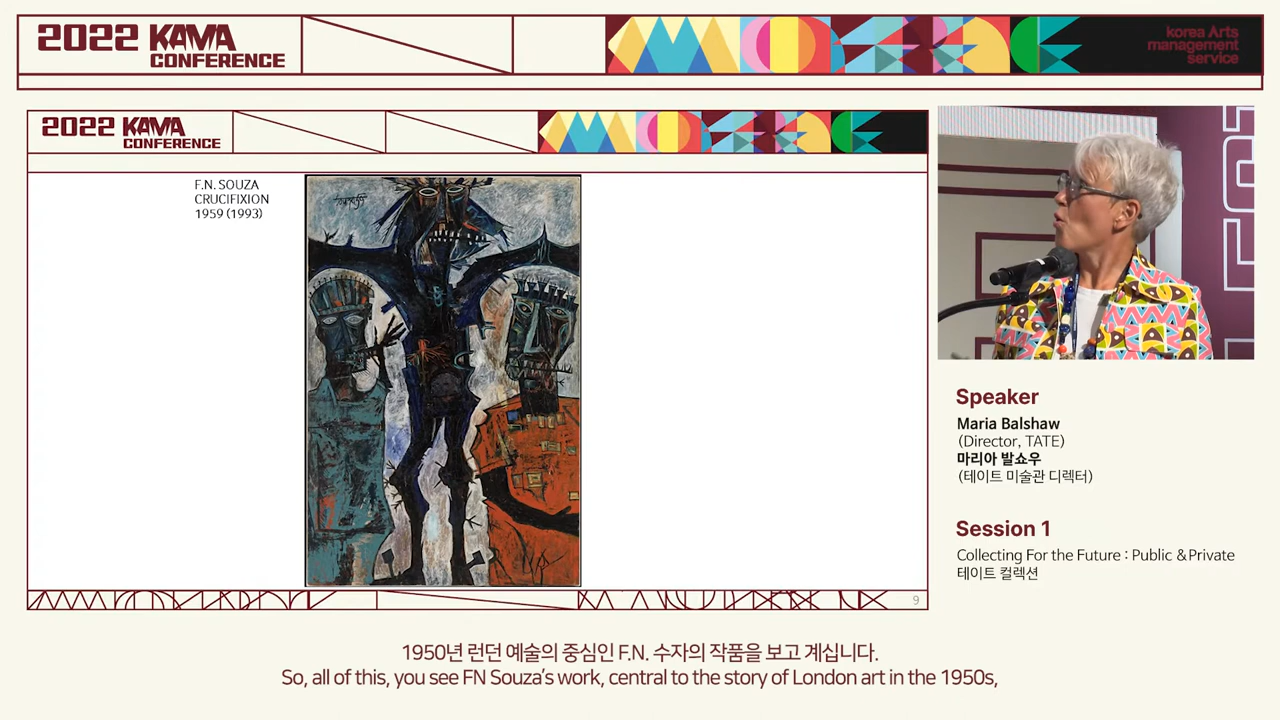 2022 KAMA
CONFERENCE
korea Arts
management
service
2022 KAMA
CONFERENCE
F.N. SOUZA
CRUCIFIXION
1959 (1993)
9
Speaker
Maria Balshaw
(Director, TATE)
마리아 발쇼우
(테이트 미술관 디렉터)
Session 1
Collecting For the Future : Public & Private
테이트 컬렉션
1950년 런던 예술의 중심인 F.N. 수자의 작품을 보고 계십니다.
So, all of this, you see FN Souza's work, central to the story of London art in the 1950s,